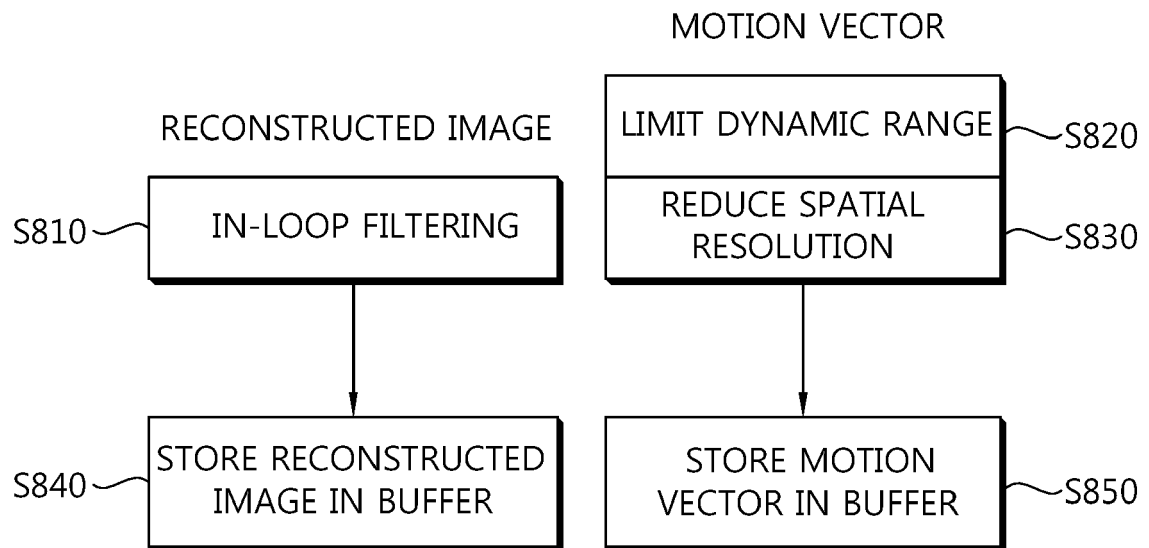 MOTION VECTOR
RECONSTRUCTED IMAGE
LIMIT DYNAMIC RANGE
S820
S810
IN-LOOP FILTERING
REDUCE SPATIAL
RESOLUTION
S830
S840
STORE RECONSTRUCTED
IMAGE IN BUFFER
STORE MOTION
VECTOR IN BUFFER
S850